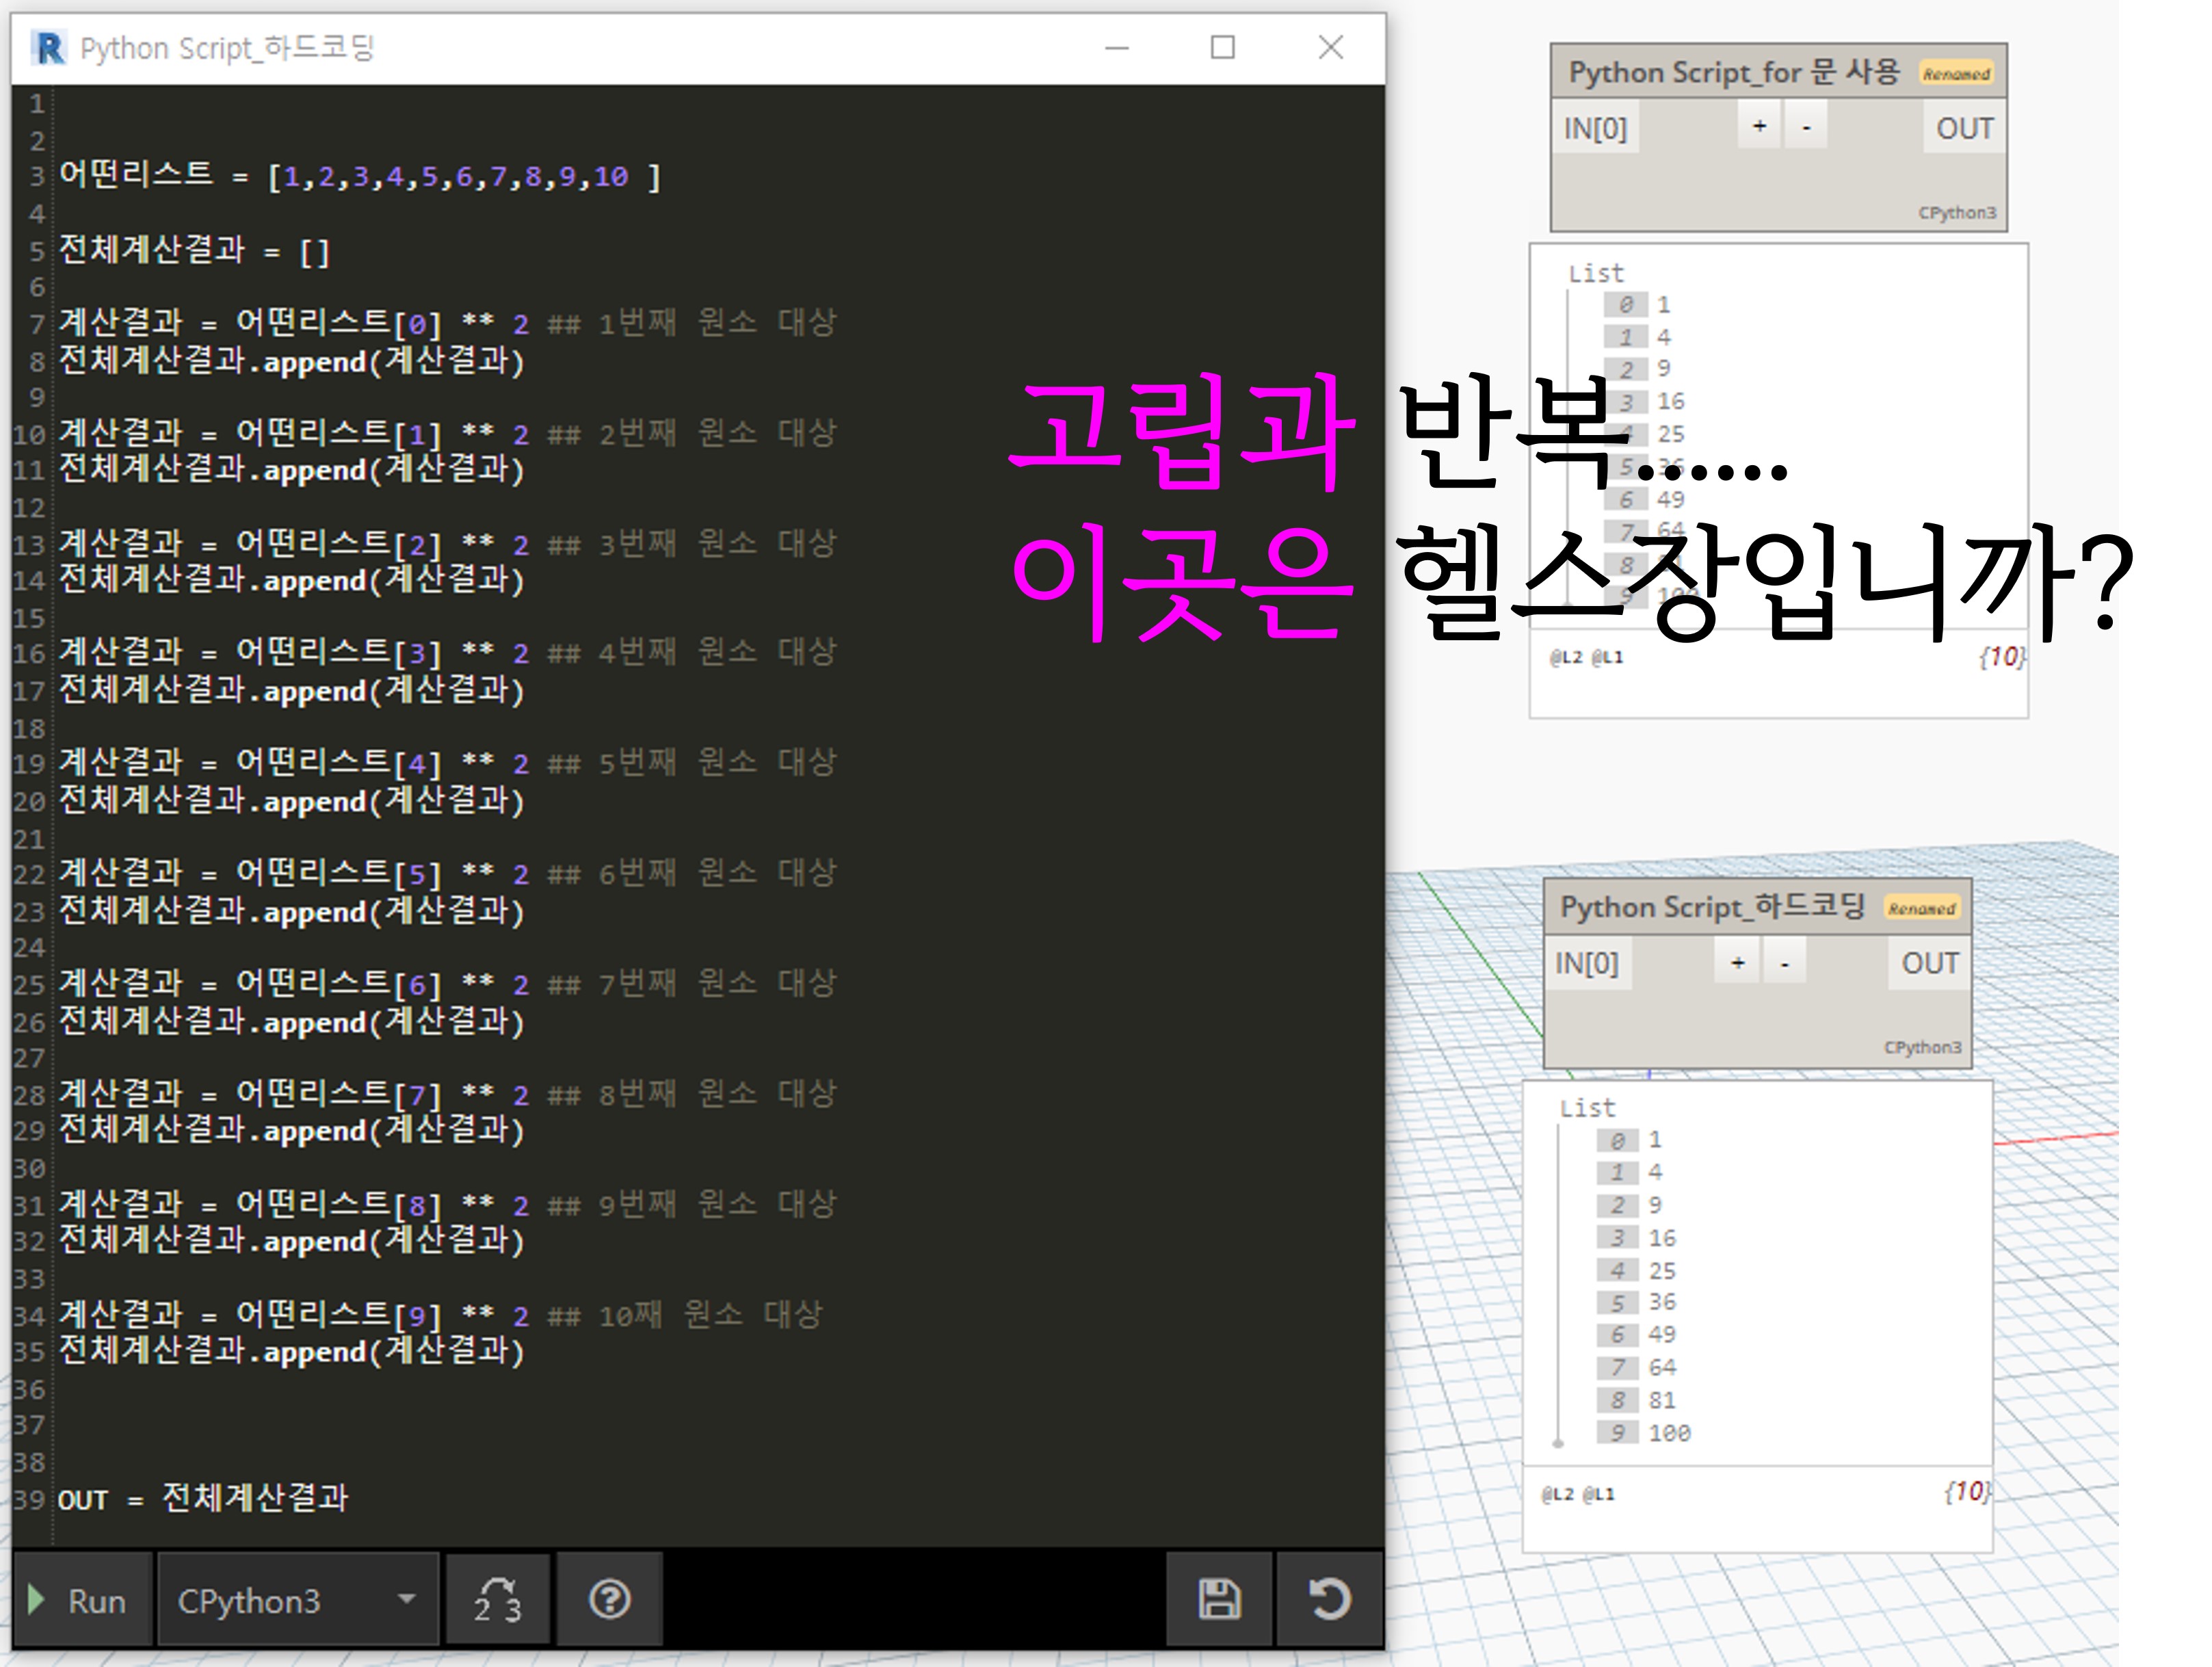 Python Script_하드코딩
1
2
3 어떤리스트 = [1,2,3,4,5,6,7,8,9,10 ]
4
5 전체계산결과 = []
6
7 계산결과 = 어떤리스트[0] ** 2 ## 1번째 원소 대상
8 전체계산결과.append(계산결과)
9
10 계산결과 = 어떤리스트[1] ** 2 ## 2번째 원소 대상
11 전체계산결과.append(계산결과)
12
13 계산결과 = 어떤리스트[2] ** 2 ## 3번째 원소 대상
14 전체계산결과.append(계산결과)
15
16 계산결과 = 어떤리스트[3] ** 2 ## 4번째 원소 대상
17 전체계산결과.append(계산결과)
18
19 계산결과 = 어떤리스트[4] ** 2 ## 5번째 원소 대상
20 전체계산결과.append(계산결과)
21
22 계산결과 = 어떤리스트[5] ** 2 ## 6번째 원소 대상
23 전체계산결과.append(계산결과)
24
25 계산결과 = 어떤리스트[6] ** 2 ## 7번째 원소 대상
26 전체계산결과.append(계산결과)
27
28 계산결과 = 어떤리스트[7] ** 2 ## 8번째 원소 대상
29 전체계산결과.append(계산결과)
30
31 계산결과 = 어떤리스트[8] ** 2 ## 9번째 원소 대상
32 전체계산결과.append(계산결과)
33
34 계산결과 = 어떤리스트[9] ** 2 ## 10째 원소 대상
35 전체계산결과.append(계산결과)
36
37
38
39 OUT = 전체계산결과
Run CPython3 2 3 ?
고립과 반복......
이곳은 헬스장입니까?
Python Script_for 문 사용 Renamed
IN[0] + - OUT
CPython3
List
0 1
1 4
2 9
3 16
4 25
5 36
6 49
7 64
8
9 100
@L2 @L1 {10}
Python Script_하드코딩 Renamed
IN[0] + - OUT
CPython3
List
0 1
1 4
2 9
3 16
4 25
5 36
6 49
7 64
8 81
9 100
@L2 @L1 {10}